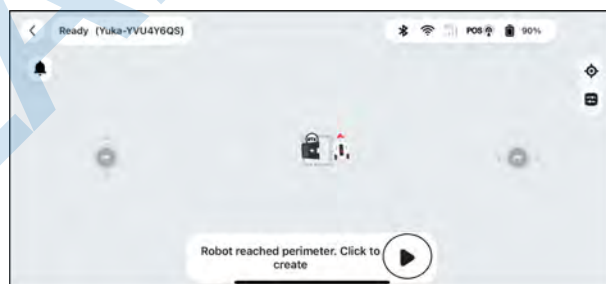 Ready (Yuka-YVU4Y6QS)
POS
90%
Robot reached perimeter. Click to
create